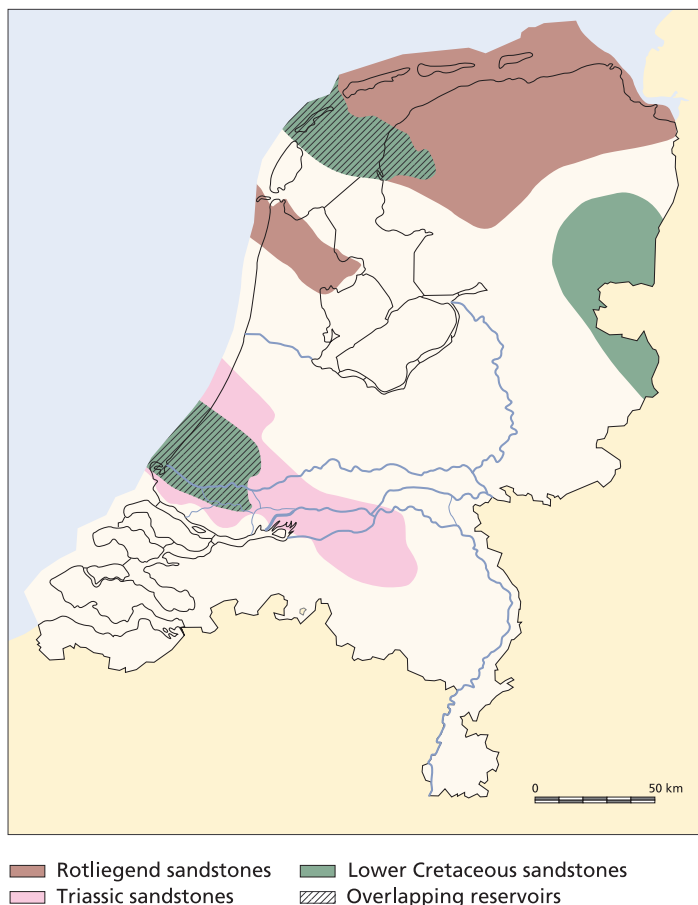 0 50 km
Rotliegend sandstones
Lower Cretaceous sandstones
Triassic sandstones
Overlapping reservoirs